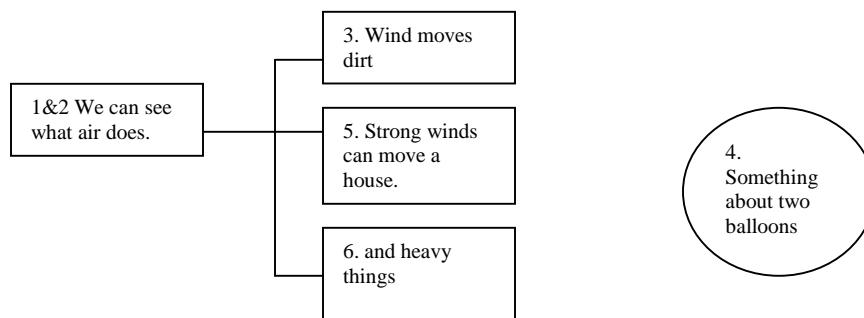 3. Wind moves
dirt
1&2 We can see
what air does.
5. Strong winds
can move a
house.
4.
Something
about two
balloons
6. and heavy
things